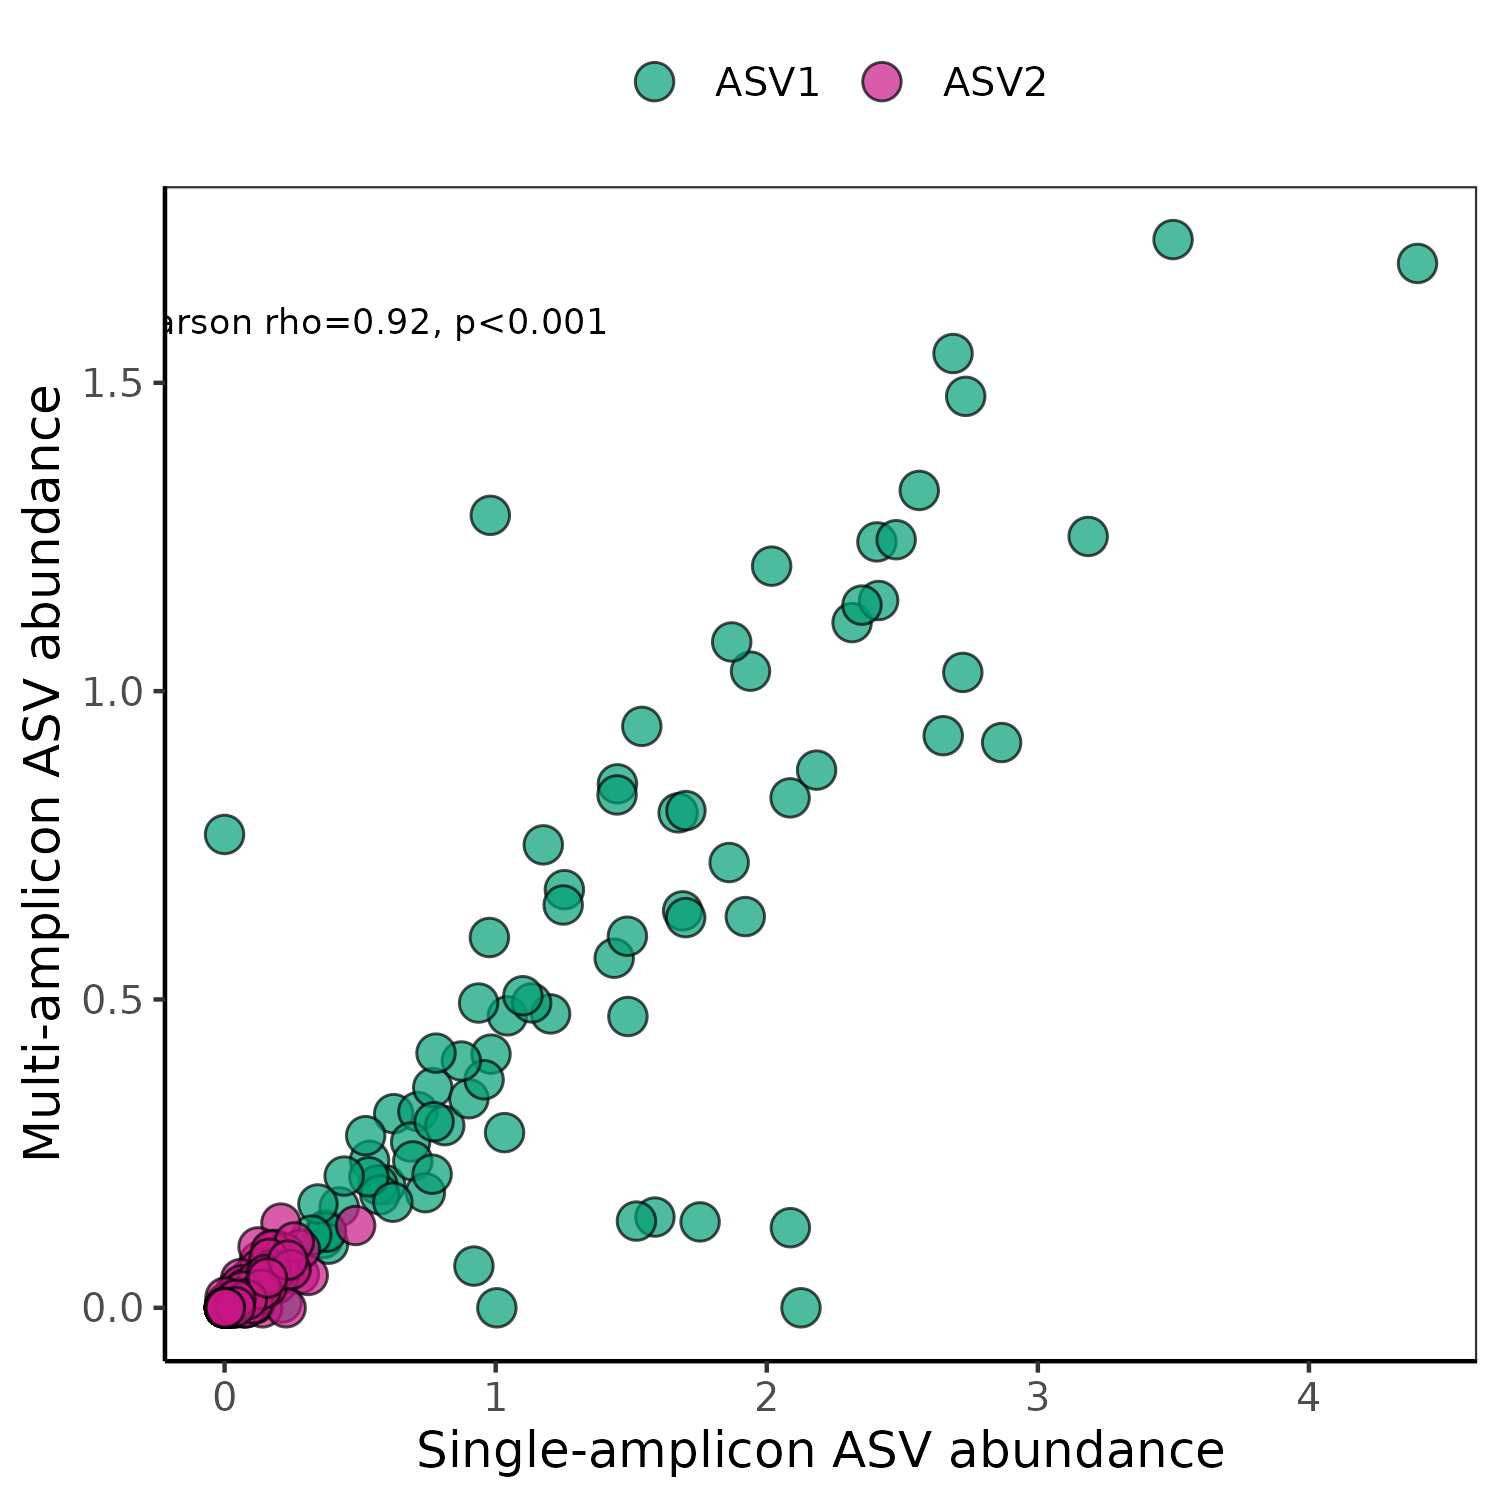 ASV1 ASV2
arson rho=0.92, p<0.001
Multi-amplicon ASV abundance
1.5
1.0
0.5
0.0
0 1 2 3 4
Single-amplicon ASV abundance